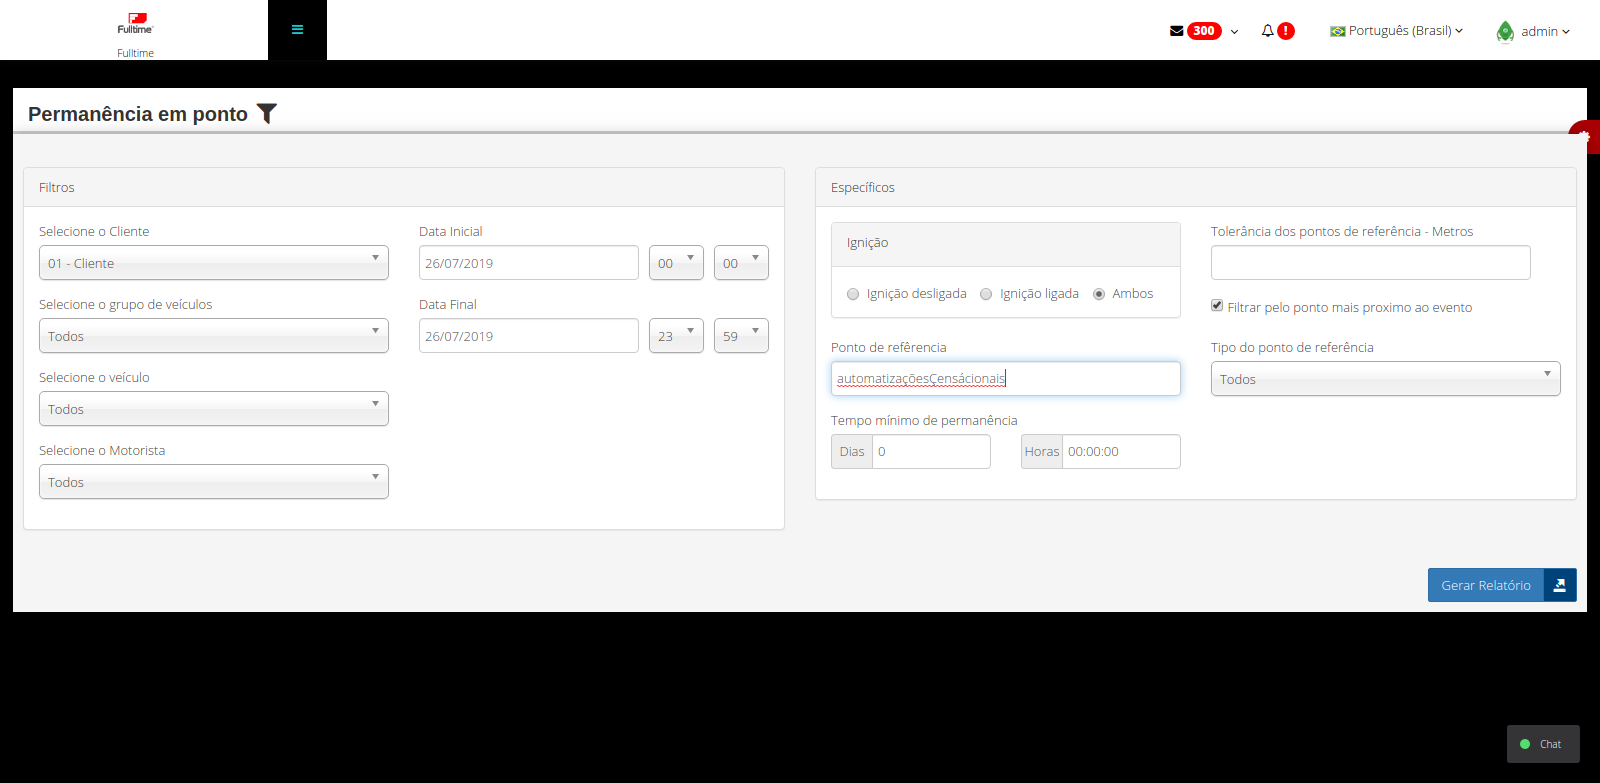 Fulltime
Fulltime
300
!
Português (Brasil)
admin
Permanência em ponto
Filtros
Selecione o Cliente
01 - Cliente
Selecione o grupo de veículos
Todos
Selecione o veículo
Todos
Selecione o Motorista
Todos
Data Inicial
26/07/2019 00 00
Data Final
26/07/2019 23 59
Específicos
Ignição
Ignição desligada Ignição ligada Ambos
Ponto de reférencia
automatizaçõesÇensácionais
Tempo mínimo de permanência
Dias 0 Horas 00:00:00
Tolerância dos pontos de referência - Metros
Filtrar pelo ponto mais proximo ao evento
Tipo do ponto de referência
Todos
Gerar Relatório
Chat